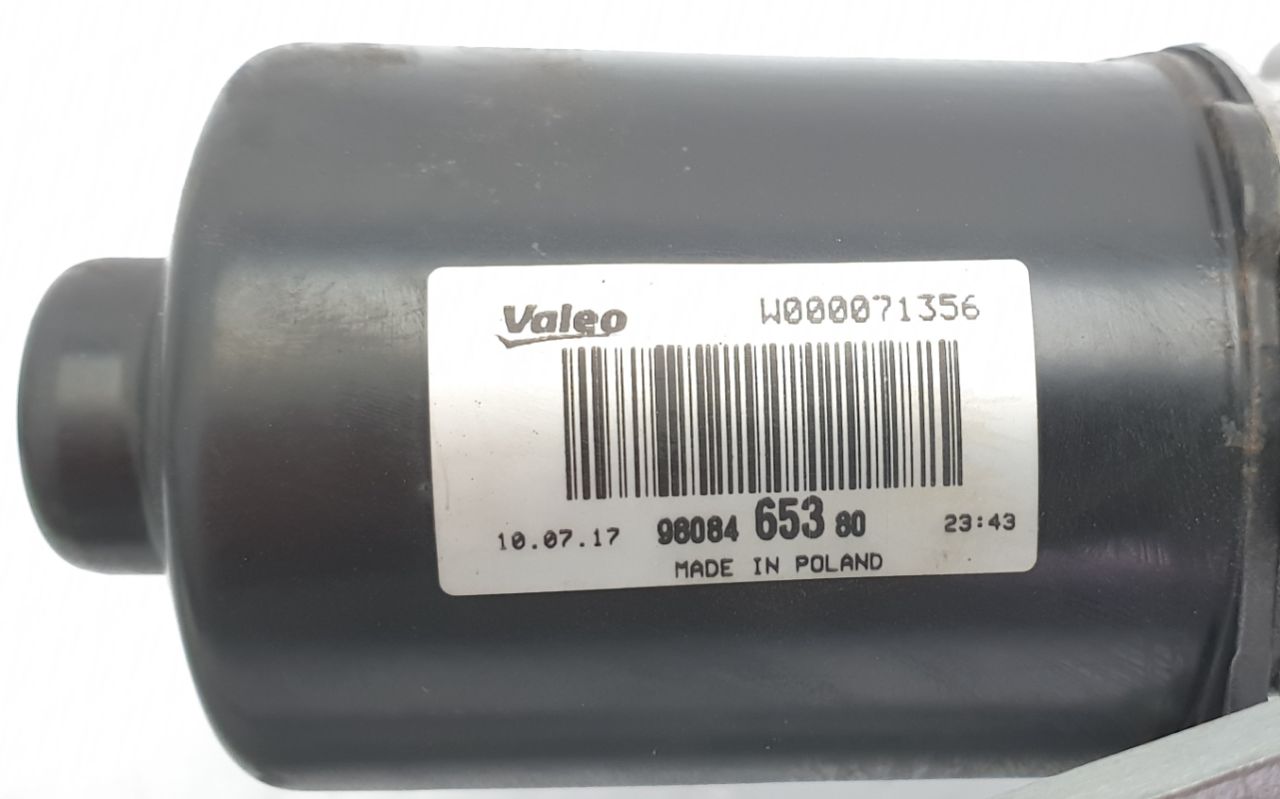 Valeo W000071356
10.07.17 98084 653 80 23:43
MADE IN POLAND